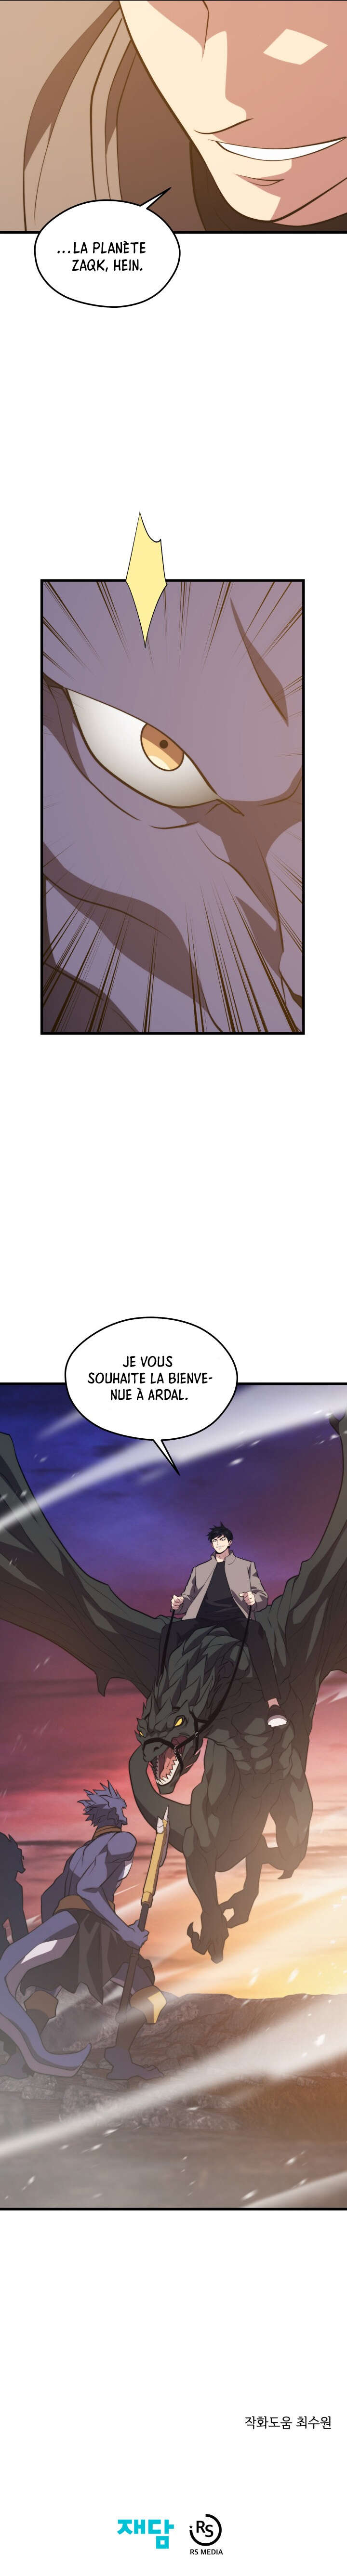 ...LA PLANÈTE
ZAQK, HEIN.
JE VOUS
SOUHAITE LA BIENVE-
NUE À ARDAL.
작화도움 최수원
재담
RS
RS MEDIA